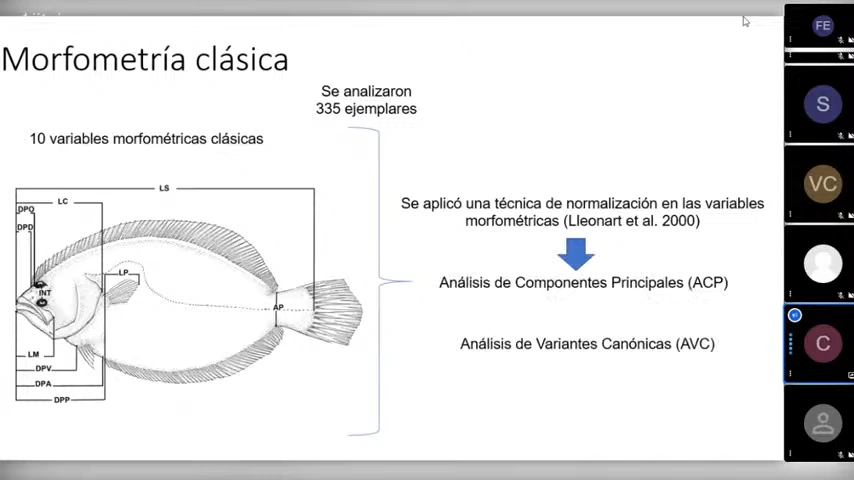 Morfometría clásica
Se analizaron
335 ejemplares
10 variables morfométricas clásicas
LS
LC
DPO
DPD
LP
INT
AP
LM
DPV
DPA
DPP
Se aplicó una técnica de normalización en las variables
morfométricas (Lleonart et al. 2000)
Análisis de Componentes Principales (ACP)
Análisis de Variantes Canónicas (AVC)
FE
S
VC
C